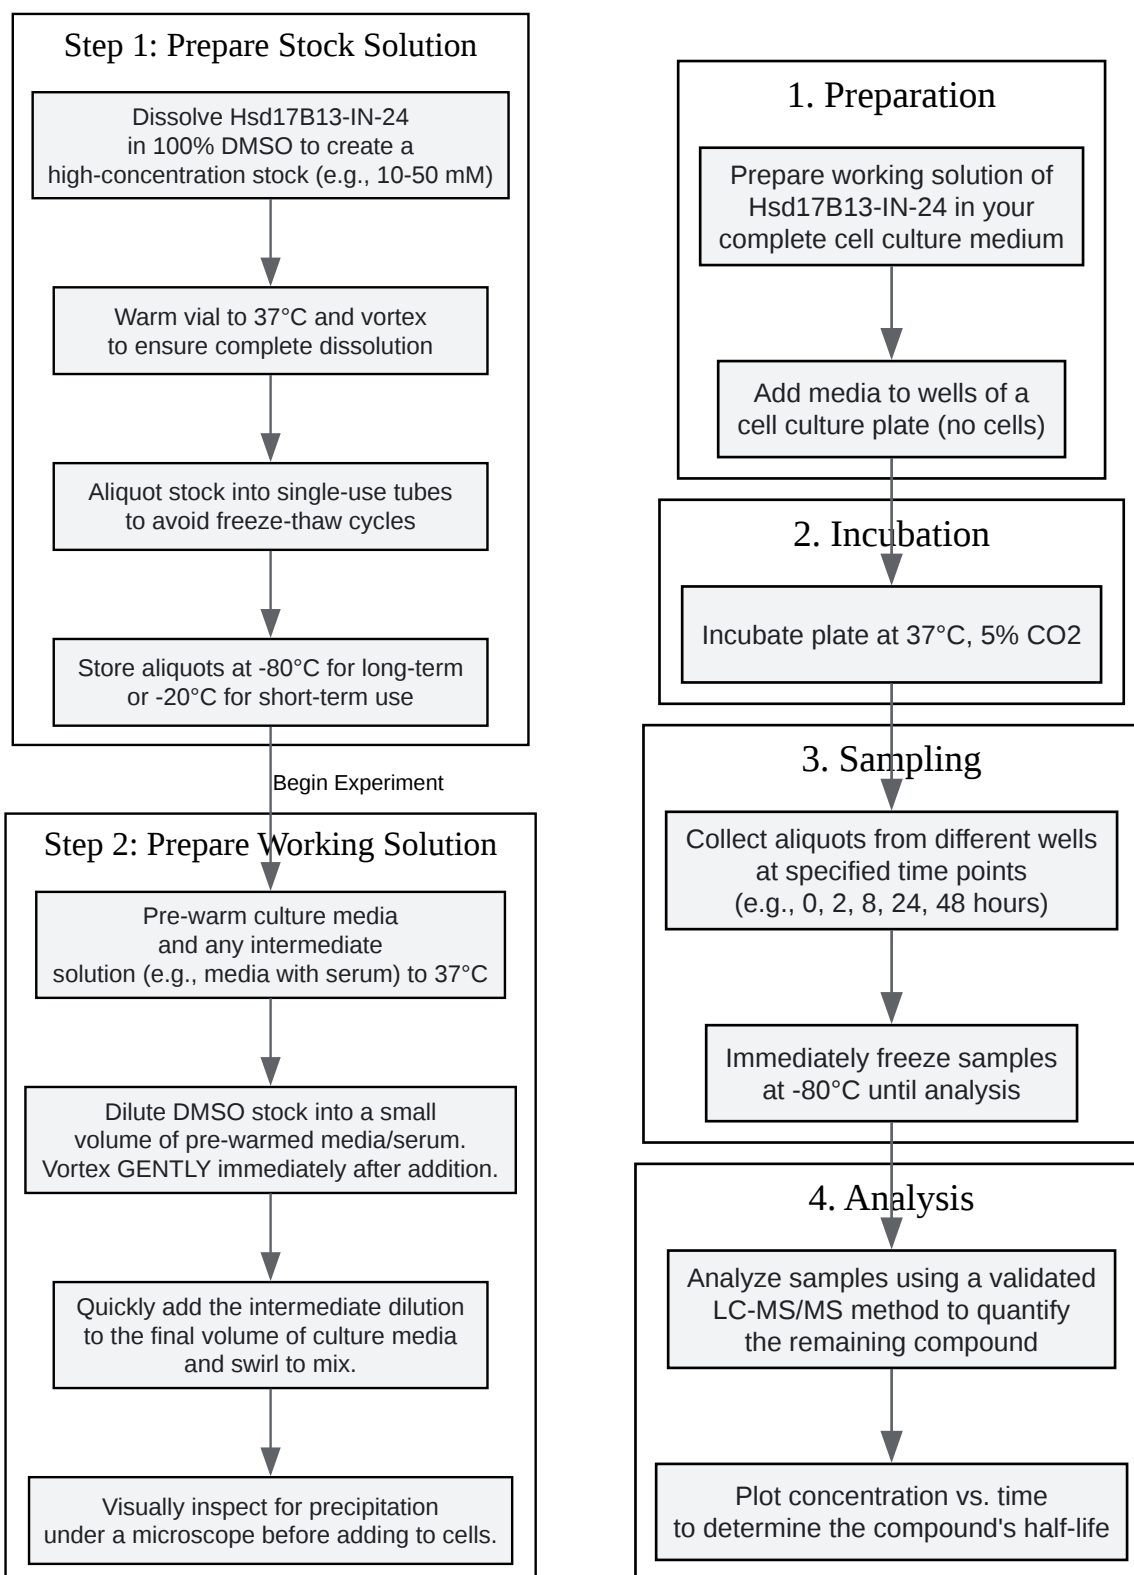 Step 1: Prepare Stock Solution
Dissolve Hsd17B13-IN-24
in 100% DMSO to create a
high-concentration stock (e.g., 10-50 mM)
Warm vial to 37°C and vortex
to ensure complete dissolution
Aliquot stock into single-use tubes
to avoid freeze-thaw cycles
Store aliquots at -80°C for long-term
or -20°C for short-term use
Begin Experiment
Step 2: Prepare Working Solution
Pre-warm culture media
and any intermediate
solution (e.g., media with serum) to 37°C
Dilute DMSO stock into a small
volume of pre-warmed media/serum.
Vortex GENTLY immediately after addition.
Quickly add the intermediate dilution
to the final volume of culture media
and swirl to mix.
Visually inspect for precipitation
under a microscope before adding to cells.
1. Preparation
Prepare working solution of
Hsd17B13-IN-24 in your
complete cell culture medium
Add media to wells of a
cell culture plate (no cells)
2. Incubation
Incubate plate at 37°C, 5% CO2
3. Sampling
Collect aliquots from different wells
at specified time points
(e.g., 0, 2, 8, 24, 48 hours)
Immediately freeze samples
at -80°C until analysis
4. Analysis
Analyze samples using a validated
LC-MS/MS method to quantify
the remaining compound
Plot concentration vs. time
to determine the compound's half-life